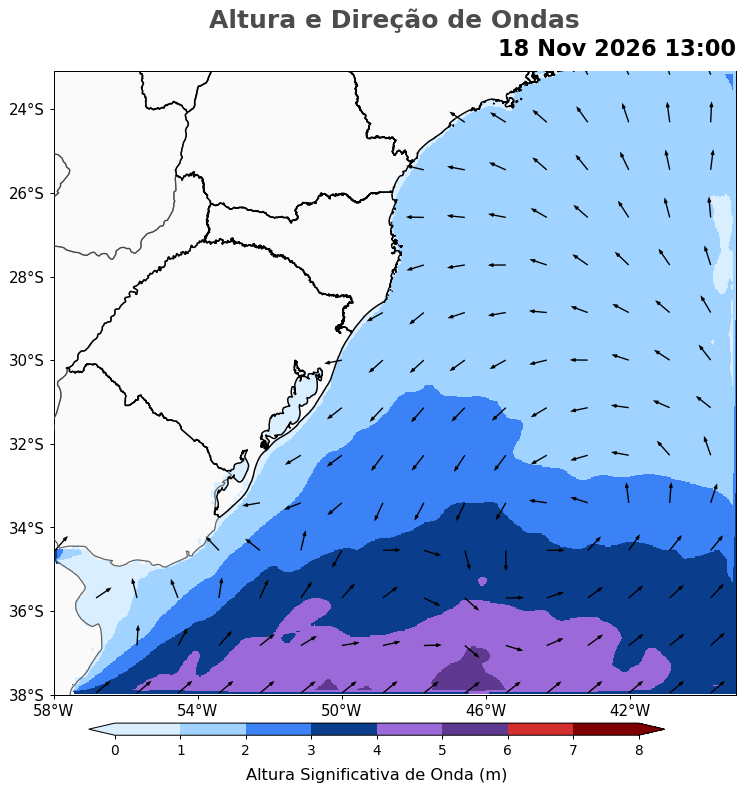 Altura e Direção de Ondas
18 Nov 2026 13:00
24°S
26°S
28°S
30°S
32°S
34°S
36°S
38°S
58°W 54°W 50°W 46°W 42°W
0 1 2 3 4 5 6 7 8
Altura Significativa de Onda (m)